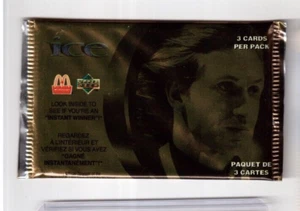 ice
3 CARDS
PER PACK
LOOK INSIDE TO
SEE IF YOU'RE AN
"INSTANT WINNER"!
REGARDEZ
À L'INTÉRIEUR ET
VÉRIFIEZ SI VOUS AVEZ
"GAGNÉ
INSTANTANÉMENT"!
PAQUET DE
3 CARTES